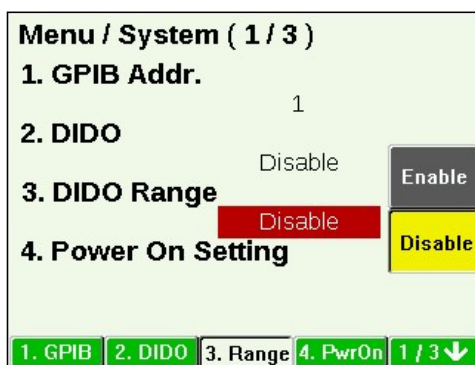 Menu / System ( 1 / 3 )
1. GPIB Addr.
1
2. DIDO
Disable
3. DIDO Range
Disable
4. Power On Setting
Enable
Disable
1. GPIB 2. DIDO 3. Range 4. PwrOn 1 / 3